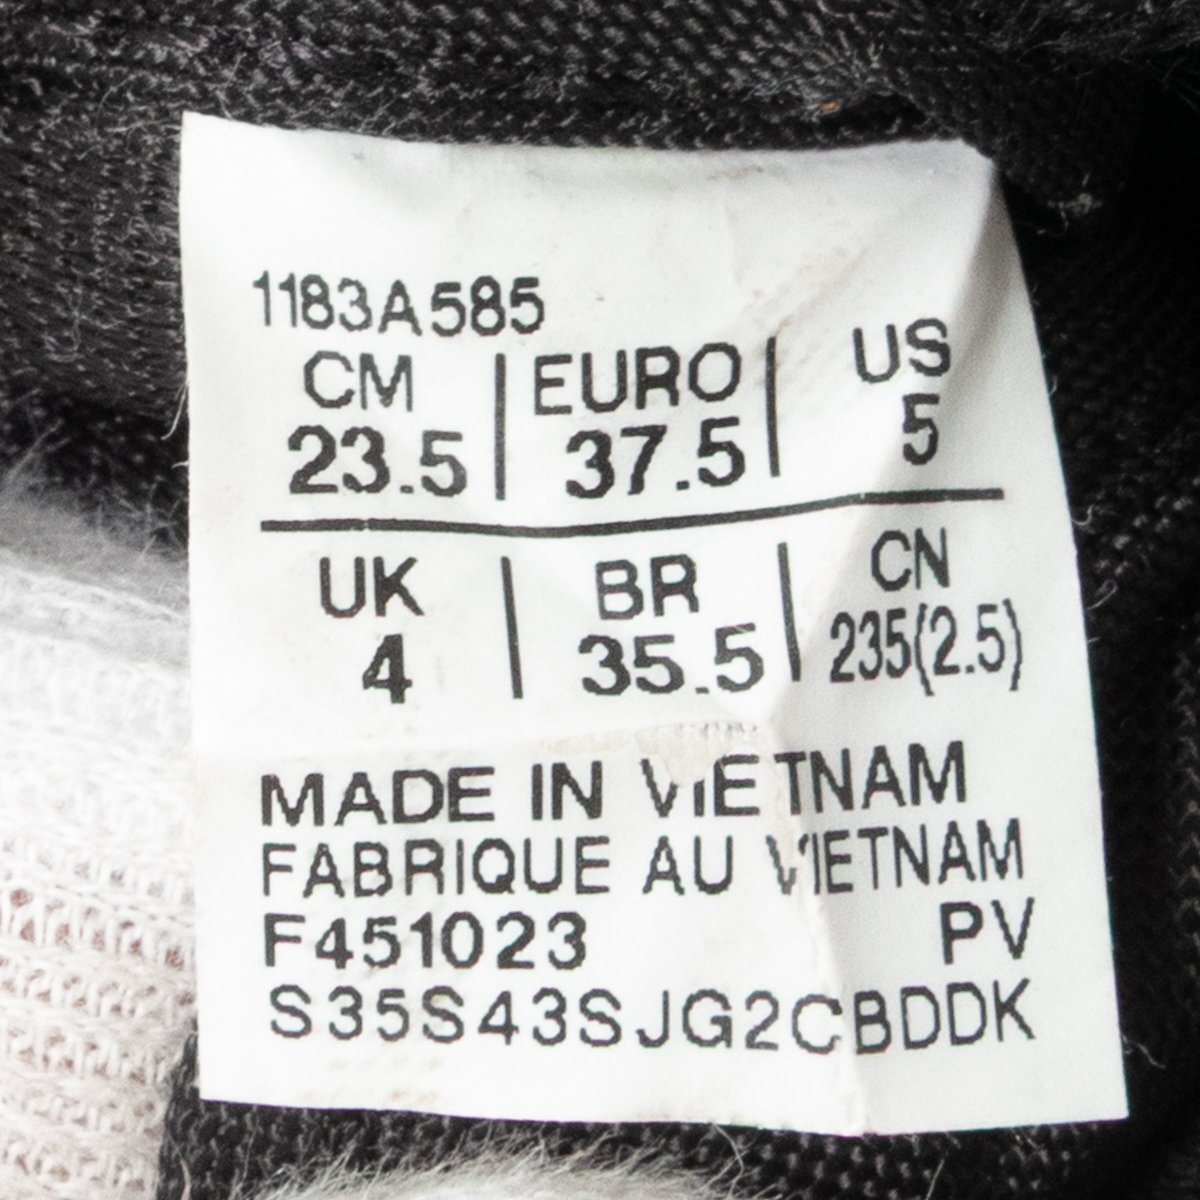 1183A585
CM | EURO | US
23.5 | 37.5 | 5
UK | BR | CN
4 | 35.5 | 235(2.5)
MADE IN VIETNAM
FABRIQUE AU VIETNAM
F451023 PV
S35S43SJG2CBDDK